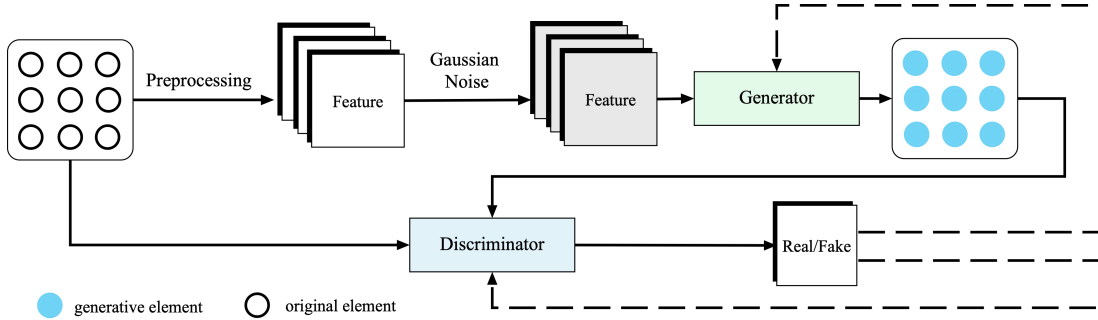 Preprocessing
Feature
Gaussian
Noise
Feature
Generator
Discriminator
Real/Fake
generative element
original element